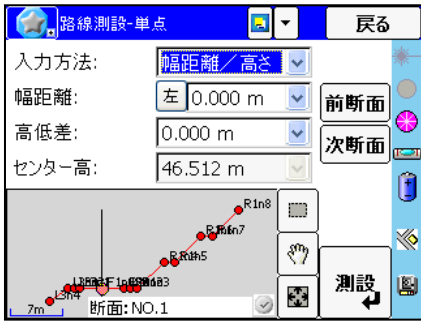 路線測設-単点
戻る
入力方法: 幅距離／高さ
幅距離: 左 0.000 m
前断面
高低差: 0.000 m
次断面
センター高: 46.512 m
R1n8
R1n5
L3n4
7m
断面: NO.1
測設